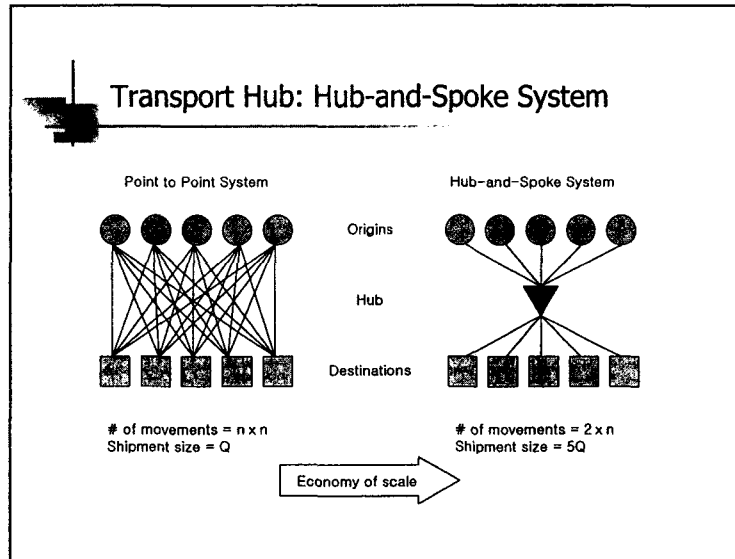 Transport Hub: Hub-and-Spoke System
Point to Point System
Hub-and-Spoke System
Origins
Hub
Destinations
# of movements = n x n
Shipment size = Q
# of movements = 2 x n
Shipment size = 5Q
Economy of scale